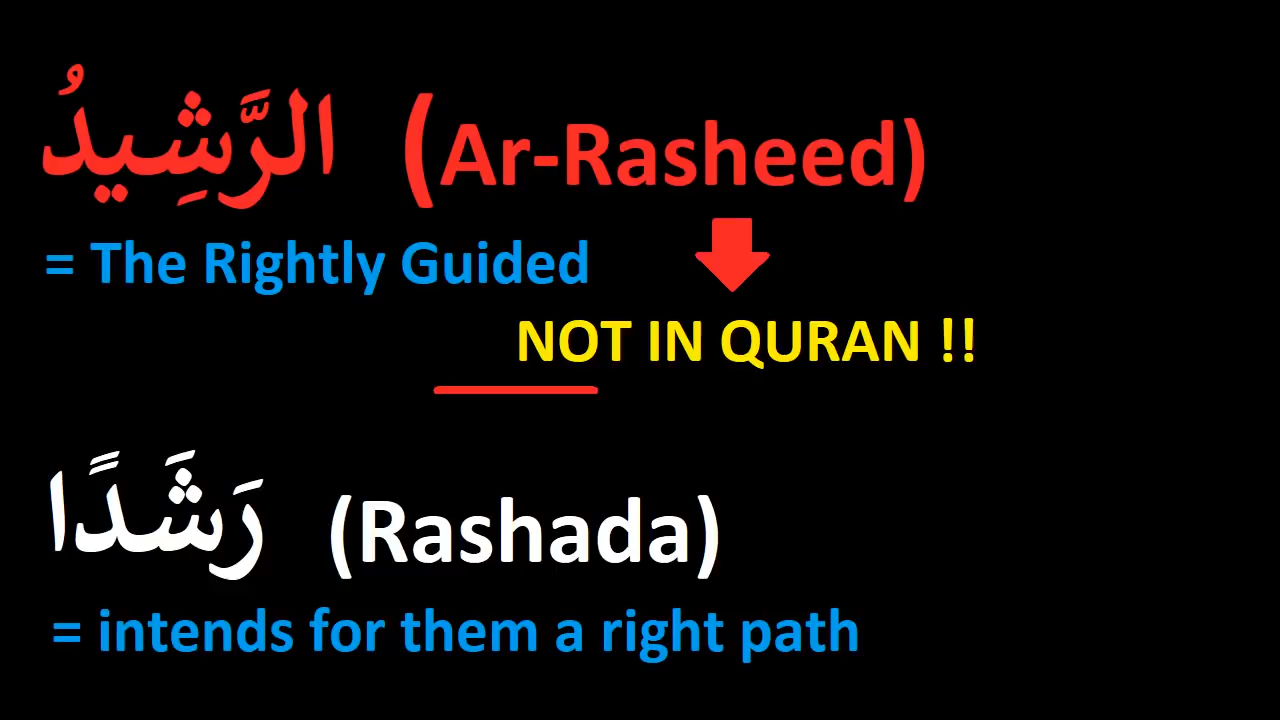 الرَّشِيدُ (Ar-Rasheed)
= The Rightly Guided
NOT IN QURAN !!
رَشَدًا (Rashada)
= intends for them a right path